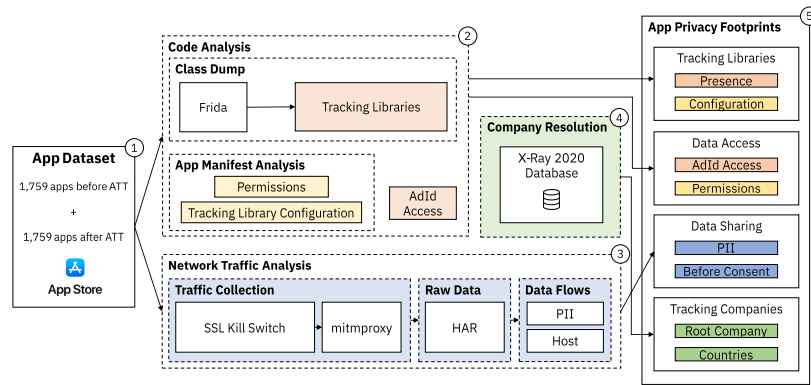 1
App Dataset
1,759 apps before ATT
+
1,759 apps after ATT
App Store
2
Code Analysis
Class Dump
Frida
Tracking Libraries
App Manifest Analysis
Permissions
Tracking Library Configuration
AdId
Access
3
Network Traffic Analysis
Traffic Collection
SSL Kill Switch
mitmproxy
Raw Data
HAR
Data Flows
PII
Host
4
Company Resolution
X-Ray 2020
Database
5
App Privacy Footprints
Tracking Libraries
Presence
Configuration
Data Access
AdId Access
Permissions
Data Sharing
PII
Before Consent
Tracking Companies
Root Company
Countries